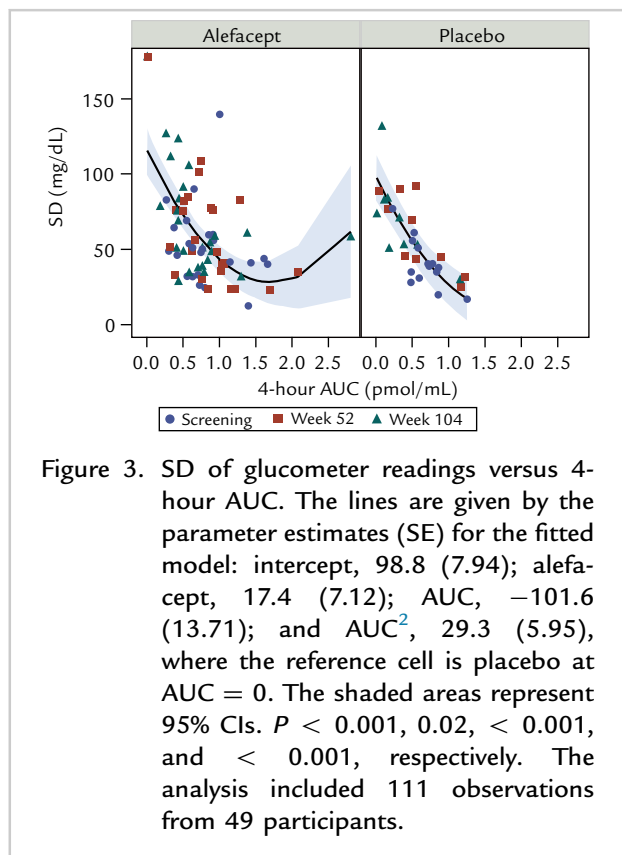 Alefacept Placebo
150
100
50
0
SD (mg/dL)
0.0 0.5 1.0 1.5 2.0 2.5 0.0 0.5 1.0 1.5 2.0 2.5
4-hour AUC (pmol/mL)
Screening Week 52 Week 104
Figure 3. SD of glucometer readings versus 4-
hour AUC. The lines are given by the
parameter estimates (SE) for the fitted
model: intercept, 98.8 (7.94); alefa-
cept, 17.4 (7.12); AUC, −101.6
(13.71); and AUC², 29.3 (5.95),
where the reference cell is placebo at
AUC = 0. The shaded areas represent
95% CIs. P < 0.001, 0.02, < 0.001,
and < 0.001, respectively. The
analysis included 111 observations
from 49 participants.